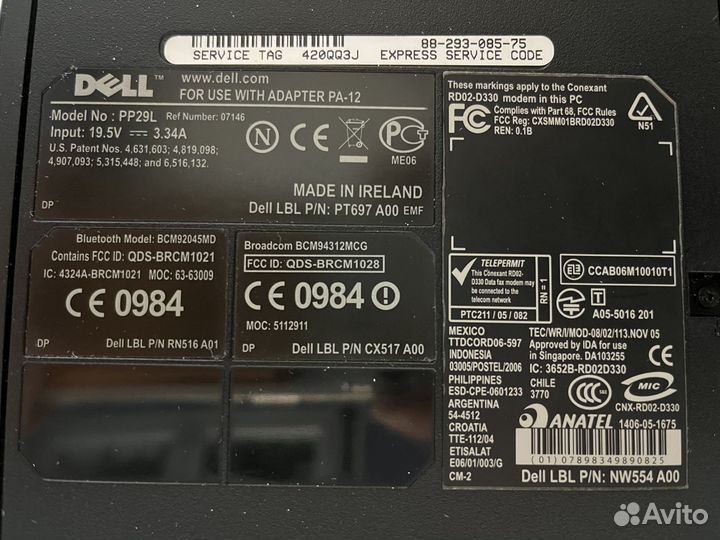 88-293-085-75
SERVICE TAG 420QQ3J EXPRESS SERVICE CODE
DELL™ www.dell.com
FOR USE WITH ADAPTER PA-12
Model No : PP29L Ref Number: 07146
Input: 19.5V ⎓ 3.34A
U.S. Patent Nos. 4,631,603; 4,819,098;
4,907,093; 5,315,448; and 6,516,132.
N CE PC
ME06
MADE IN IRELAND
DP Dell LBL P/N: PT697 A00 EMF
Bluetooth Model: BCM92045MD
Contains FCC ID: QDS-BRCM1021
IC: 4324A-BRCM1021 MOC: 63-63009
CE 0984
DP Dell LBL P/N RN516 A01
Broadcom BCM94312MCG
FCC ID: QDS-BRCM1028
CE 0984
MOC: 5112911
DP Dell LBL P/N CX517 A00
These markings apply to the Conexant
RD02-D330 modem in this PC
FC Complies with Part 68, FCC Rules
FCC Reg: CXSMM01BRD02D330
REN: 0.1B
N51
TELEPERMIT
This Conexant RD02-
D330 Data fax modem may
be connected to the
telecom network
RN = 1
PTC211 / 05 / 082
CCAB06M10010T1
T A05-5016 201
MEXICO
TTDCORD06-597
INDONESIA
03005/POSTEL/2006
PHILIPPINES
ESD-CPE-0601233
ARGENTINA
54-4512
CROATIA
TTE-112/04
ETISALAT
E06/01/003/G
CM-2
TEC/WR/I/MOD-08/02/113.NOV 05
Approved by IDA for use
in Singapore. DA103255
IC: 3652B-RD02D330
CHILE
3770
CCC
MIC
CNX-RD02-D330
ANATEL 1406-05-1675
(01)07898349890825
Dell LBL P/N: NW554 A00
Avito